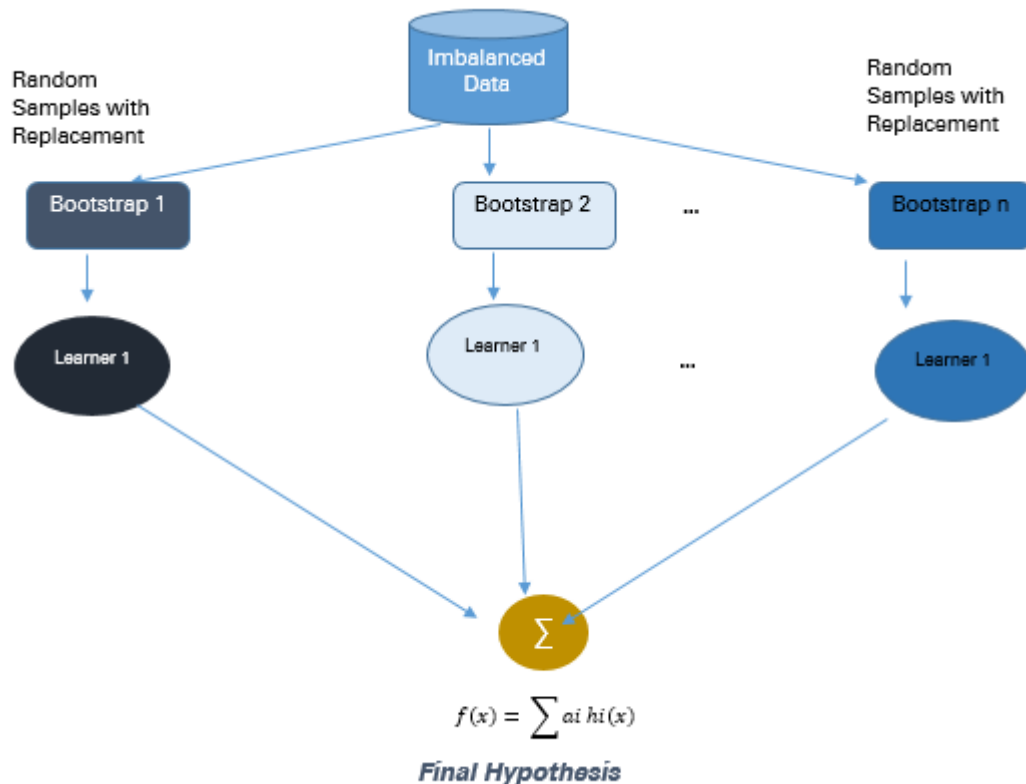 Imbalanced
Data
Random
Samples with
Replacement
Random
Samples with
Replacement
Bootstrap 1
Bootstrap 2
...
Bootstrap n
Learner 1
Learner 1
...
Learner 1
∑
f(x) = ∑ ai hi(x)
Final Hypothesis